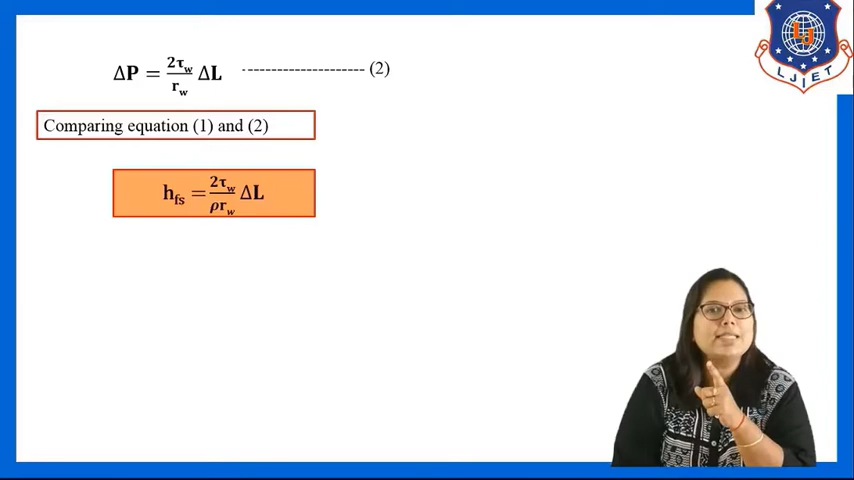 ΔP = 2τw/rw ΔL -------------------- (2)
Comparing equation (1) and (2)
hfs = 2τw/ρrw ΔL
LJIET